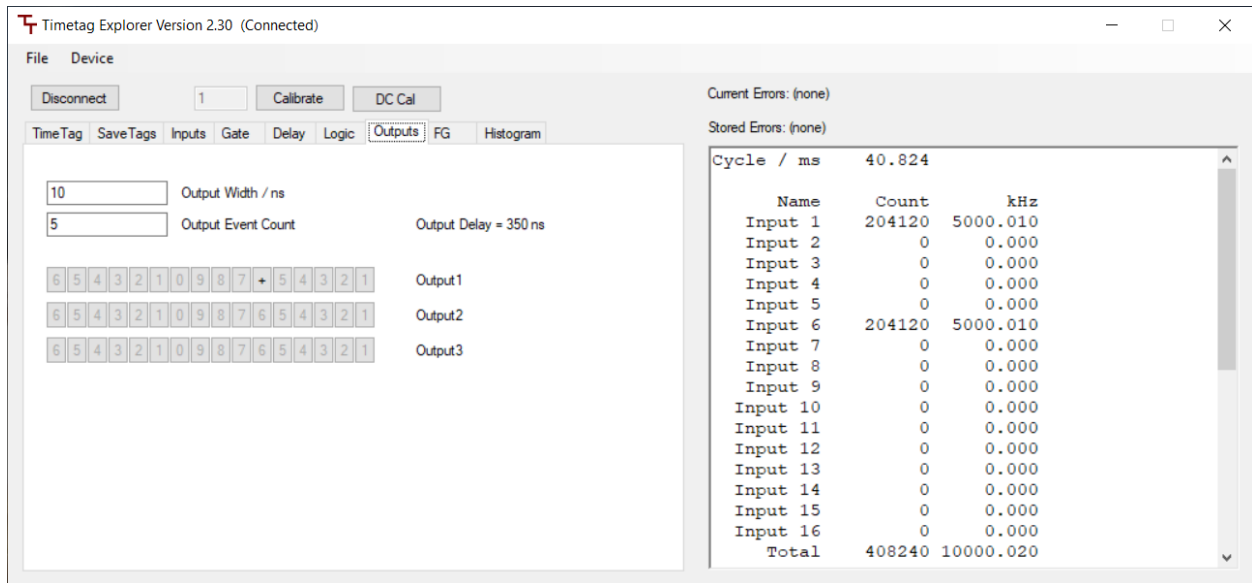 Timetag Explorer Version 2.30 (Connected)
File Device
Disconnect 1 Calibrate DC Cal
TimeTag SaveTags Inputs Gate Delay Logic Outputs FG Histogram
10 Output Width / ns
5 Output Event Count Output Delay = 350 ns
6 5 4 3 2 1 0 9 8 7 + 5 4 3 2 1 Output1
6 5 4 3 2 1 0 9 8 7 6 5 4 3 2 1 Output2
6 5 4 3 2 1 0 9 8 7 6 5 4 3 2 1 Output3
Current Errors: (none)
Stored Errors: (none)
Cycle / ms 40.824
Name Count kHz
Input 1 204120 5000.010
Input 2 0 0.000
Input 3 0 0.000
Input 4 0 0.000
Input 5 0 0.000
Input 6 204120 5000.010
Input 7 0 0.000
Input 8 0 0.000
Input 9 0 0.000
Input 10 0 0.000
Input 11 0 0.000
Input 12 0 0.000
Input 13 0 0.000
Input 14 0 0.000
Input 15 0 0.000
Input 16 0 0.000
Total 408240 10000.020